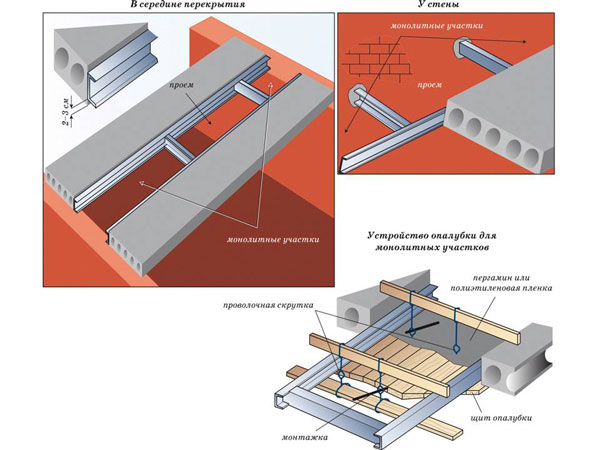 В середине перекрытия
2–3 см
проем
монолитные участки
У стены
монолитные участки
проем
Устройство опалубки для
монолитных участков
пергамин или
полиэтиленовая пленка
проволочная скрутка
щит опалубки
монтажка